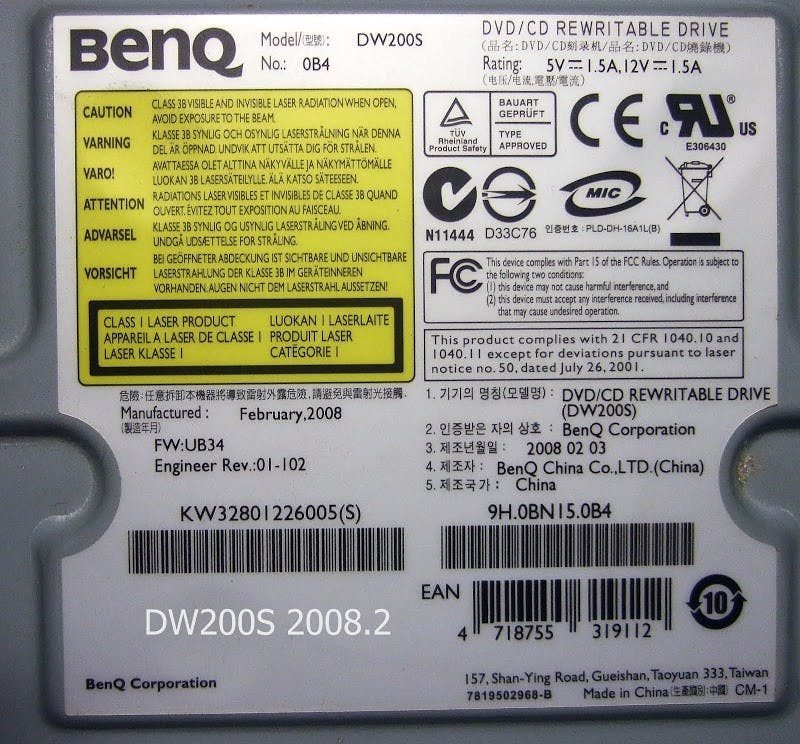 BenQ
Model/(型號): DW200S
No.: 0B4
DVD/CD REWRITABLE DRIVE
(品名: DVD/CD刻录机/品名: DVD/CD燒錄機)
Rating: 5V⎓1.5A,12V⎓1.5A
(电压/电流,電壓/電流)
CAUTION CLASS 3B VISIBLE AND INVISIBLE LASER RADIATION WHEN OPEN,
AVOID EXPOSURE TO THE BEAM.
VARNING KLASSE 3B SYNLIG OCH OSYNLIG LASERSTRÅLNING NÄR DENNA
DEL ÄR ÖPPNAD. UNDVIK ATT UTSÄTTA DIG FÖR STRÅLEN.
VARO! AVATTAESSA OLET ALTTINA NÄKYVÄLLE JA NÄKYMÄTTÖMÄLLE
LUOKAN 3B LASERSÄTEILYLLE. ÄLÄ KATSO SÄTEESEEN.
ATTENTION RADIATIONS LASER VISIBLES ET INVISIBLES DE CLASSE 3B QUAND
OUVERT. ÉVITEZ TOUT EXPOSITION AU FAISCEAU.
ADVARSEL KLASSE 3B SYNLIG OG USYNLIG LASERSTRÅLING VED ÅBNING.
UNDGÅ UDSÆTTELSE FOR STRÅLING.
VORSICHT BEI GEÖFFNETER ABDECKUNG IST SICHTBARE UND UNSICHTBARE
LASERSTRAHLUNG DER KLASSE 3B IM GERÄTEINNEREN
VORHANDEN. AUGEN NICHT DEM LASERSTRAHL AUSSETZEN!
CLASS 1 LASER PRODUCT LUOKAN 1 LASERLAITE
APPAREIL A LASER DE CLASSE 1 PRODUIT LASER
LASER KLASSE 1 CATËGORIE 1
TÜV
Rheinland
Product Safety
BAUART
GEPRÜFT
TYPE
APPROVED
CE
c RU ® US
E306430
N11444
D33C76
MIC
인증번호 : PLD-DH-16A1L(B)
FC This device complies with Part 15 of the FCC Rules. Operation is subject to
the following two conditions:
(1) this device may not cause harmful interference, and
(2) this device must accept any interference received, including interference
that may cause undesired operation.
This product complies with 21 CFR 1040.10 and
1040.11 except for deviations pursuant to laser
notice no. 50, dated July 26, 2001.
危險:任意拆卸本機器將導致雷射外露危險,請避免與雷射光接觸.
Manufactured : February,2008
(製造年月)
FW:UB34
Engineer Rev.:01-102
1. 기기의 명칭(모델명) : DVD/CD REWRITABLE DRIVE
(DW200S)
2. 인증받은 자의 상호 : BenQ Corporation
3. 제조년월일 : 2008 02 03
4. 제조자 : BenQ China Co.,LTD.(China)
5. 제조국가 : China
KW32801226005(S)
9H.0BN15.0B4
EAN
4 718755 319112
10
DW200S 2008.2
BenQ Corporation
157, Shan-Ying Road, Gueishan, Taoyuan 333, Taiwan
7819502968-B Made in China (生產國別:中國) CM-1